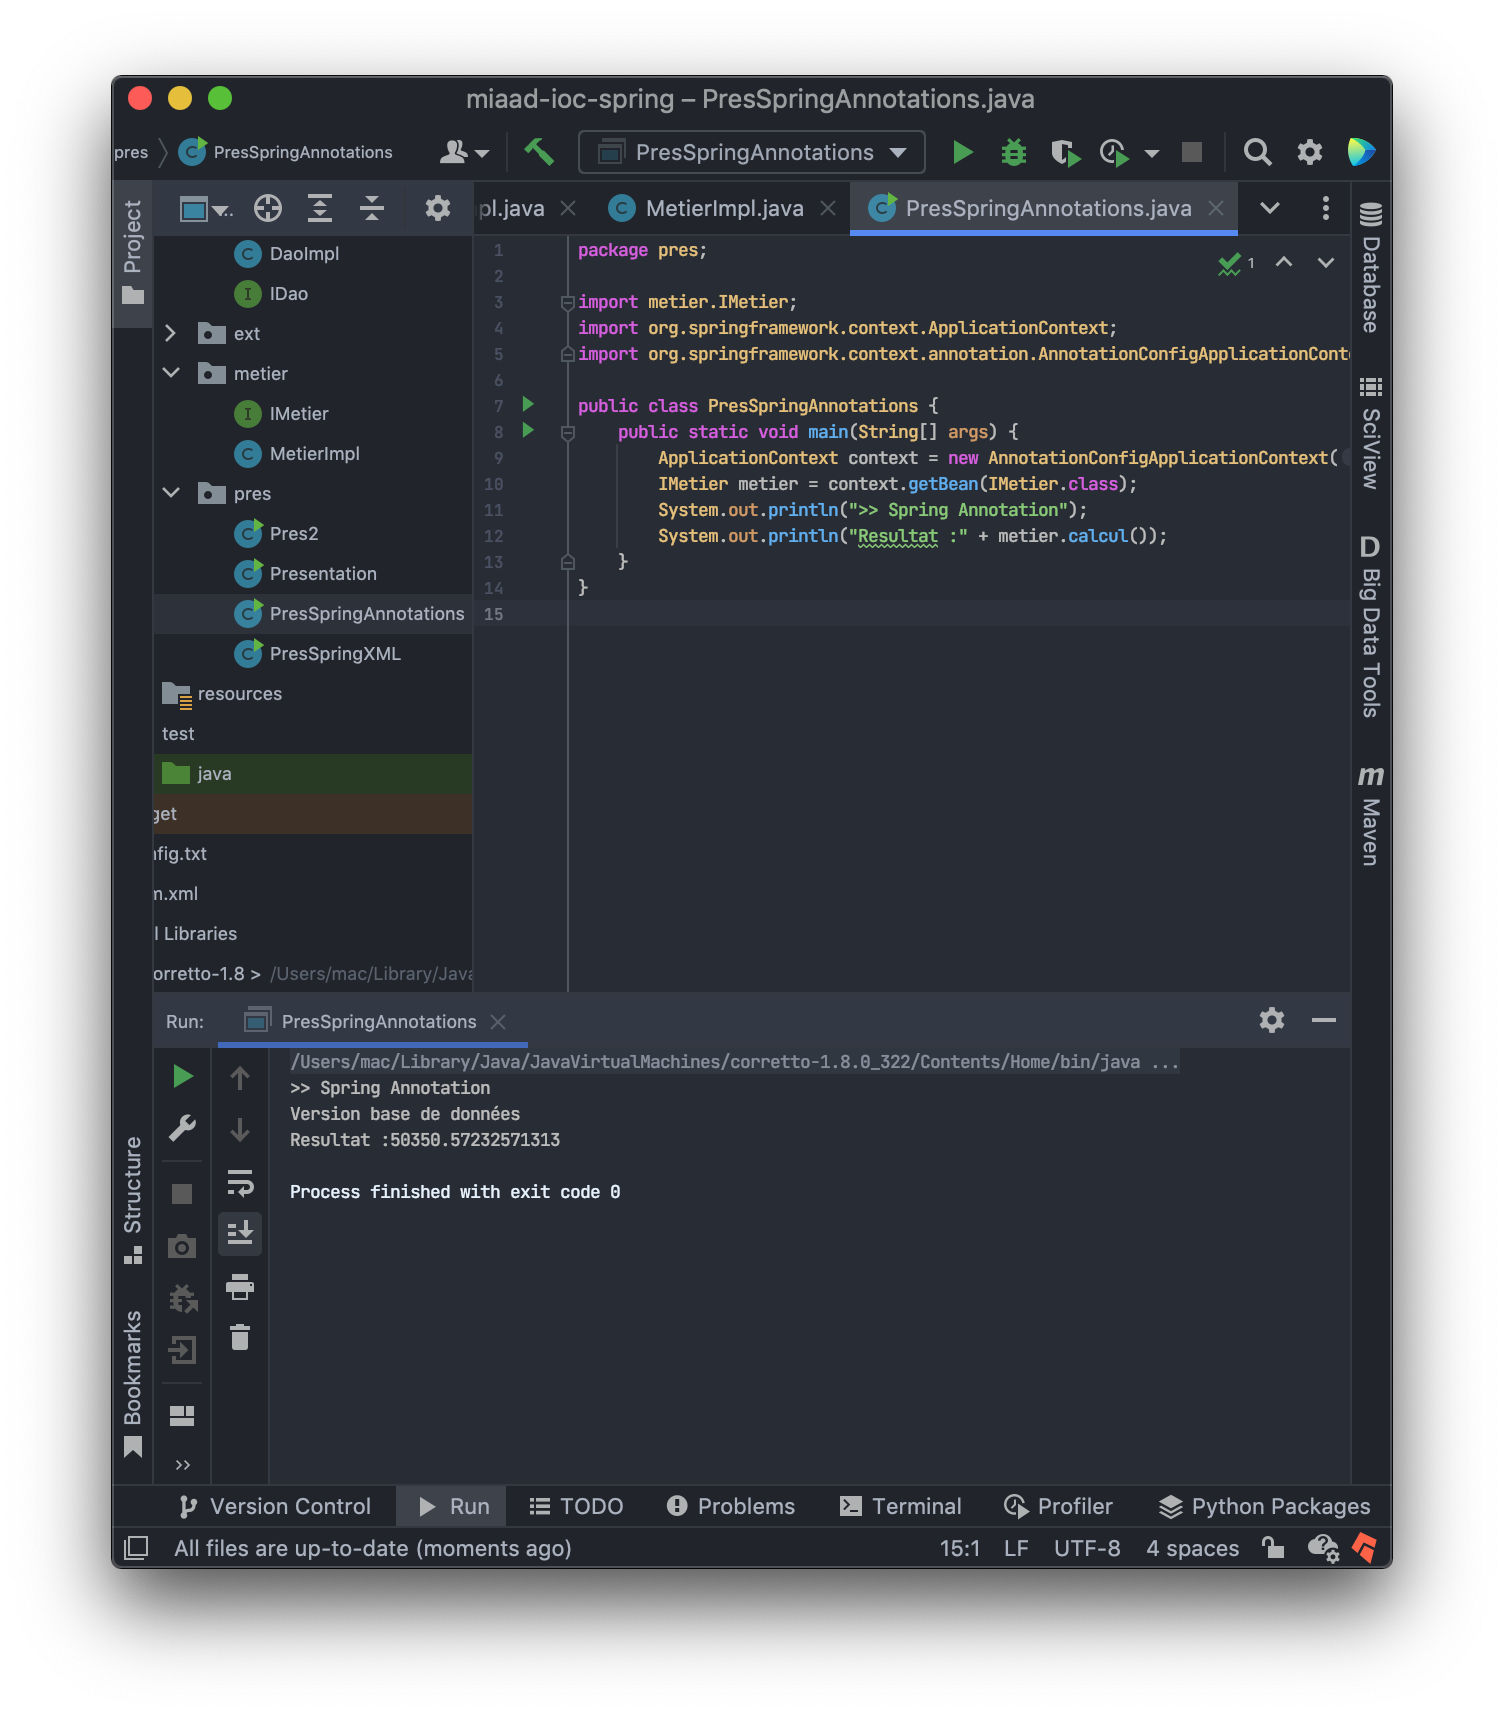 miaad-ioc-spring – PresSpringAnnotations.java
pres PresSpringAnnotations PresSpringAnnotations
Project
pl.java MetierImpl.java PresSpringAnnotations.java
DaoImpl
IDao
ext
metier
IMetier
MetierImpl
pres
Pres2
Presentation
PresSpringAnnotations
PresSpringXML
resources
test
java
get
nfig.txt
m.xml
l Libraries
orretto-1.8 > /Users/mac/Library/Java
1 package pres;
1
2
3 import metier.IMetier;
4 import org.springframework.context.ApplicationContext;
5 import org.springframework.context.annotation.AnnotationConfigApplicationConte
6
7 public class PresSpringAnnotations {
8 public static void main(String[] args) {
9 ApplicationContext context = new AnnotationConfigApplicationContext(
10 IMetier metier = context.getBean(IMetier.class);
11 System.out.println(">> Spring Annotation");
12 System.out.println("Resultat :" + metier.calcul());
13 }
14 }
15
Database
SciView
D Big Data Tools
m Maven
Run: PresSpringAnnotations
/Users/mac/Library/Java/JavaVirtualMachines/corretto-1.8.0_322/Contents/Home/bin/java ...
>> Spring Annotation
Version base de données
Resultat :50350.57232571313
Process finished with exit code 0
Structure
Bookmarks
Version Control Run TODO Problems Terminal Profiler Python Packages
All files are up-to-date (moments ago) 15:1 LF UTF-8 4 spaces